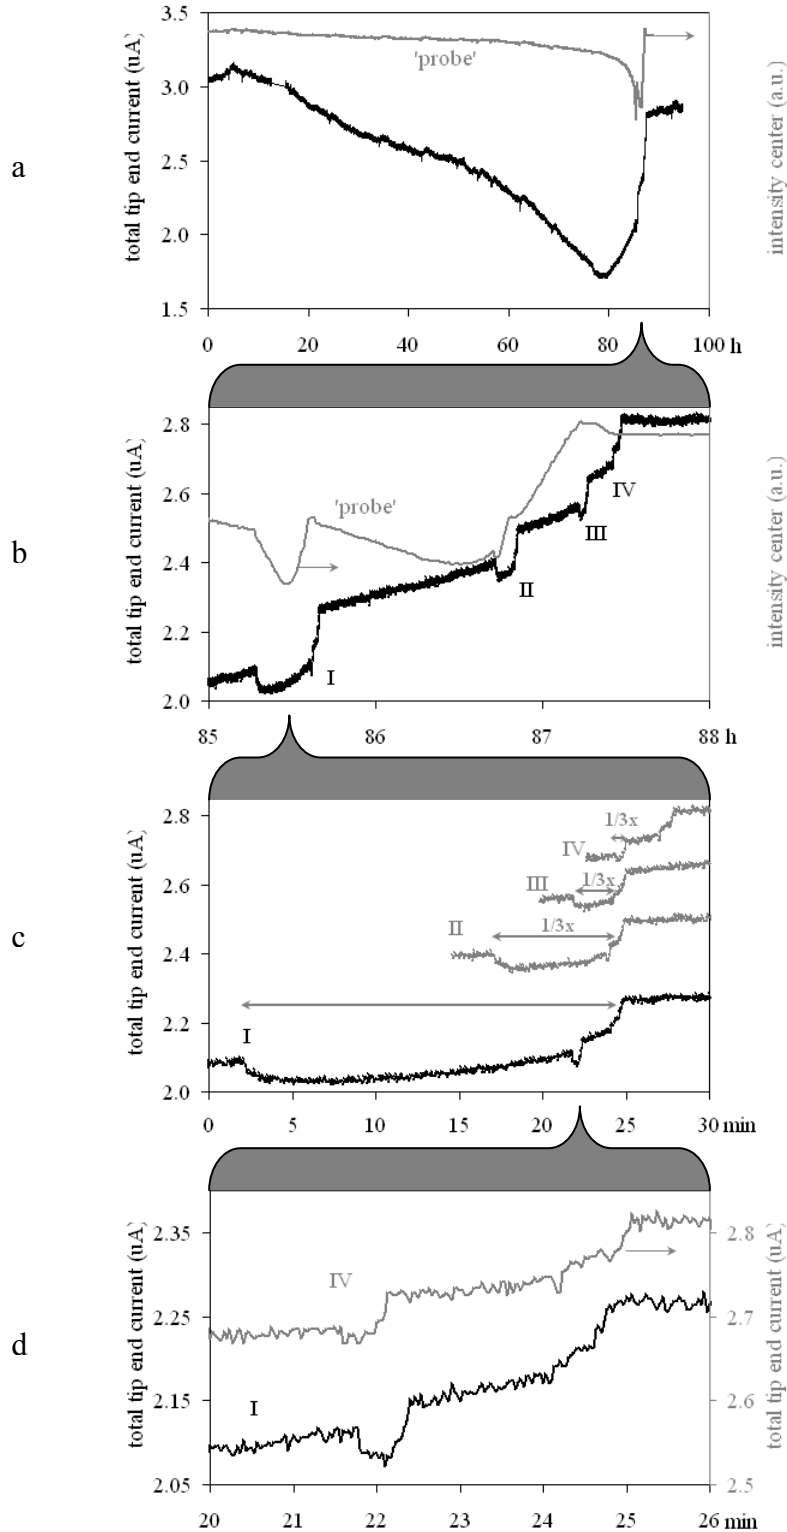 a
total tip end current (uA)
3.5
3.0
2.5
2.0
1.5
'probe'
intensity center (a.u.)
0 20 40 60 80 100 h
b
total tip end current (uA)
2.8
2.6
2.4
2.2
2.0
'probe'
I
II
III
IV
intensity center (a.u.)
85 86 87 88 h
c
total tip end current (uA)
2.8
2.6
2.4
2.2
2.0
1/3x
IV
III
1/3x
II
1/3x
I
0 5 10 15 20 25 30 min
d
total tip end current (uA)
2.35
2.25
2.15
2.05
IV
I
2.8
2.7
2.6
2.5
total tip end current (uA)
20 21 22 23 24 25 26 min